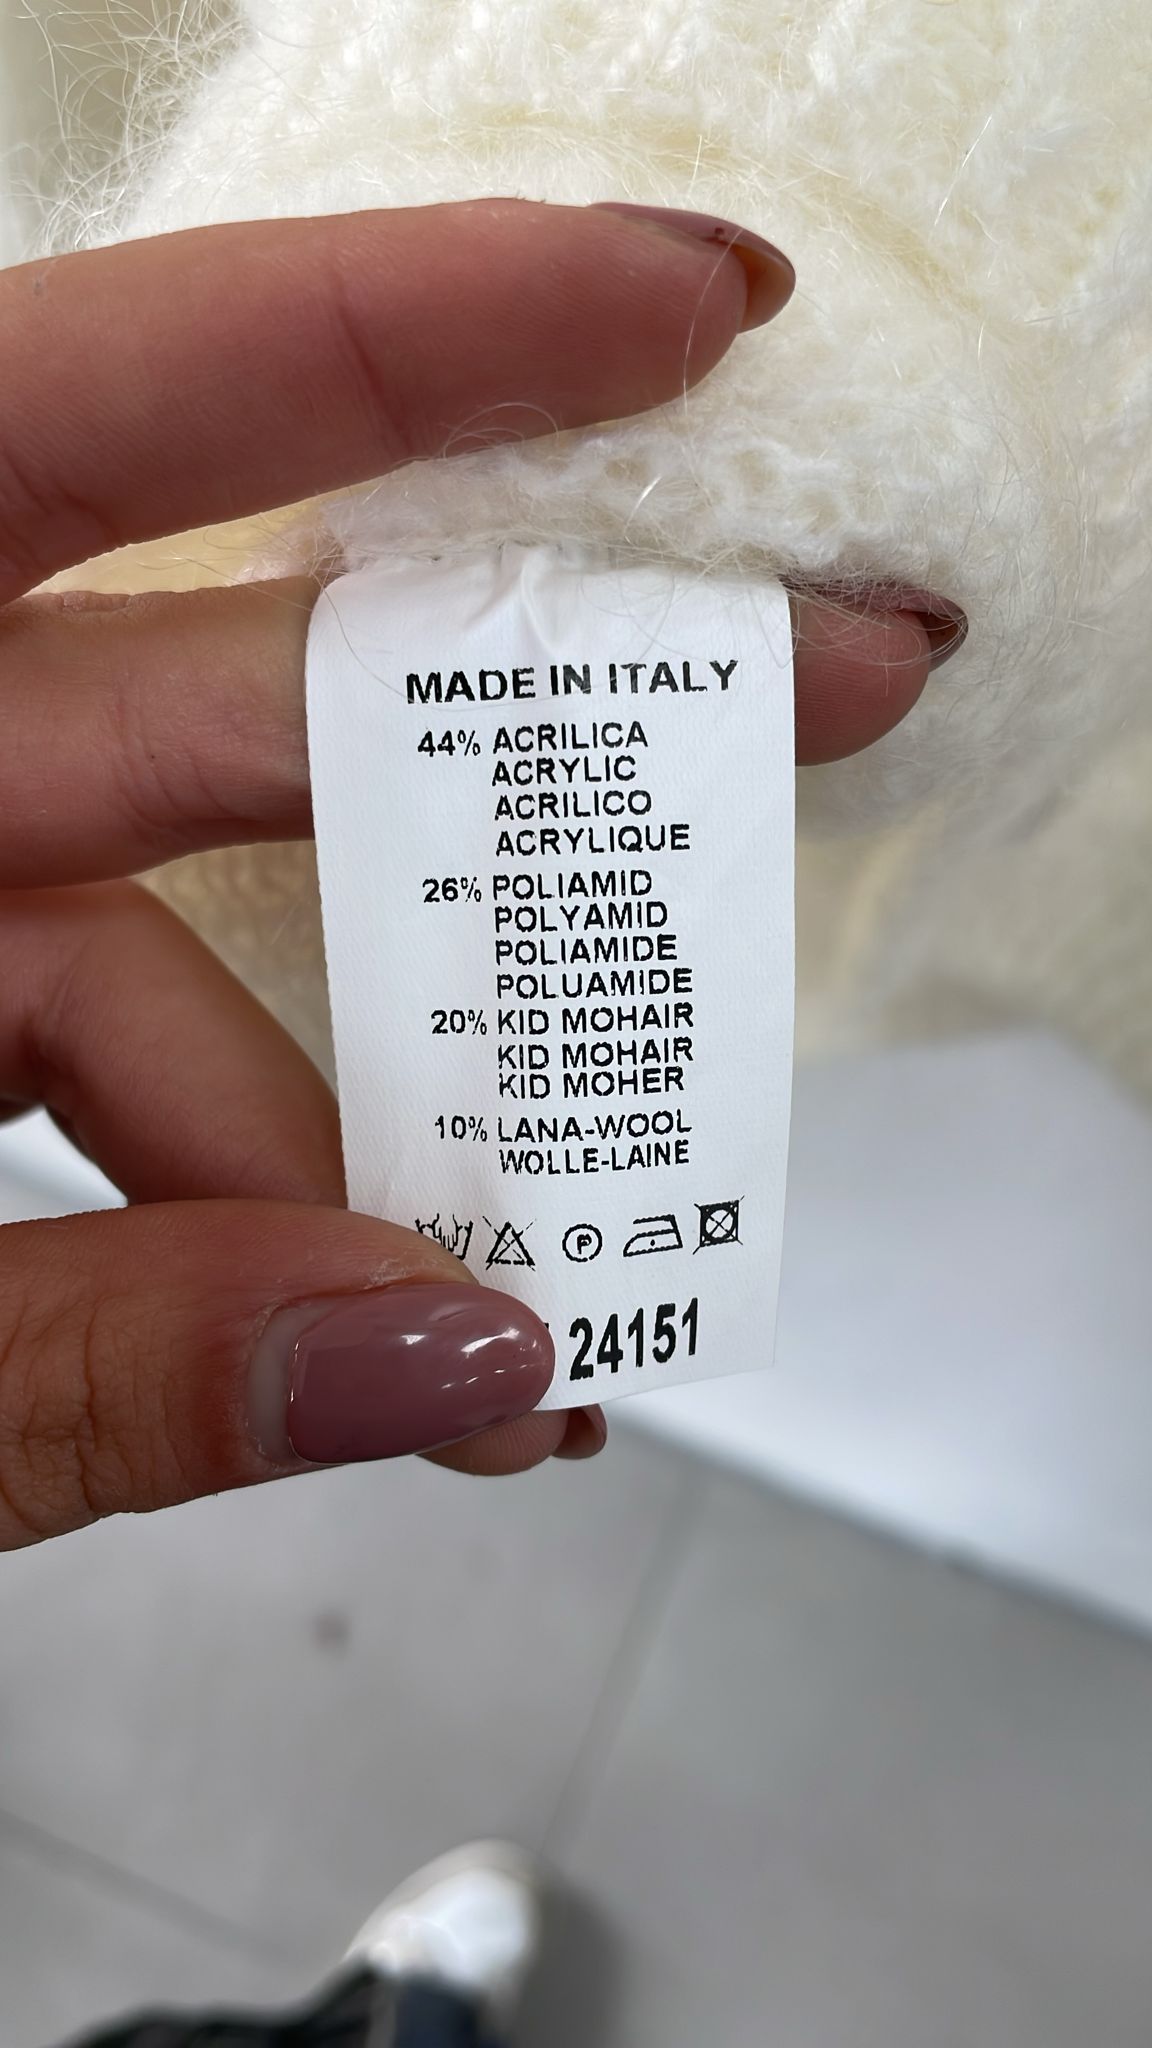 MADE IN ITALY
44% ACRILICA
ACRYLIC
ACRILICO
ACRYLIQUE
26% POLIAMID
POLYAMID
POLIAMIDE
POLUAMIDE
20% KID MOHAIR
KID MOHAIR
KID MOHER
10% LANA-WOOL
WOLLE-LAINE
P
24151